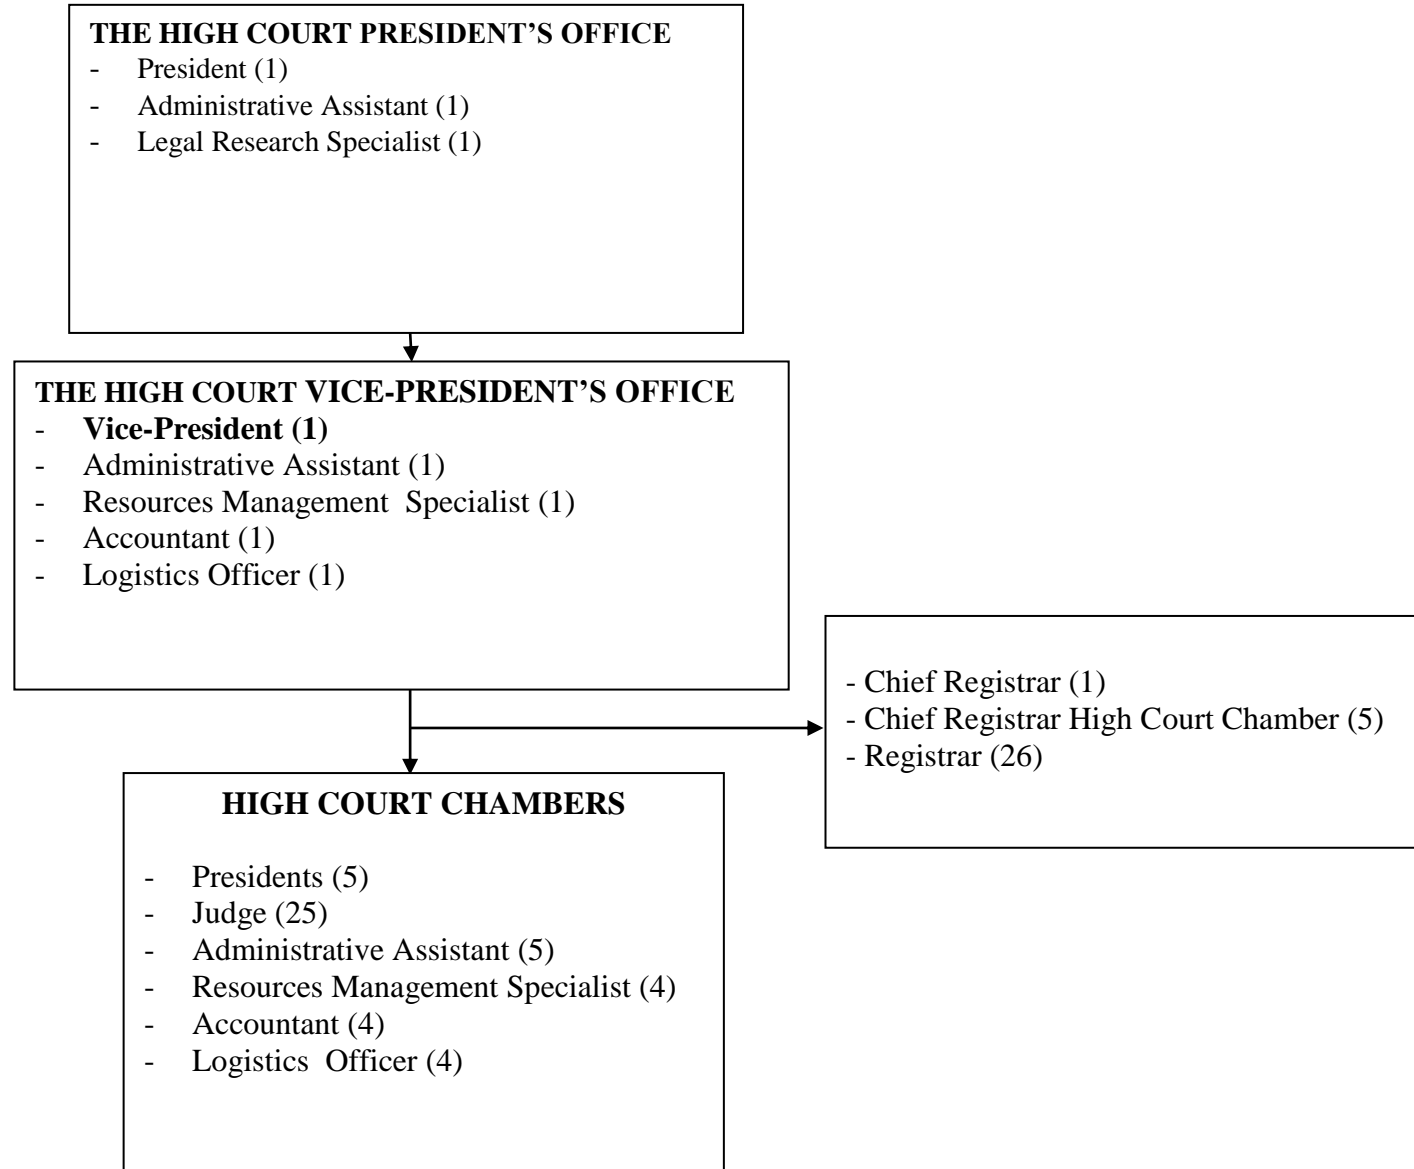 THE HIGH COURT PRESIDENT’S OFFICE
- President (1)
- Administrative Assistant (1)
- Legal Research Specialist (1)
THE HIGH COURT VICE-PRESIDENT’S OFFICE
- Vice-President (1)
- Administrative Assistant (1)
- Resources Management Specialist (1)
- Accountant (1)
- Logistics Officer (1)
- Chief Registrar (1)
- Chief Registrar High Court Chamber (5)
- Registrar (26)
HIGH COURT CHAMBERS
- Presidents (5)
- Judge (25)
- Administrative Assistant (5)
- Resources Management Specialist (4)
- Accountant (4)
- Logistics Officer (4)